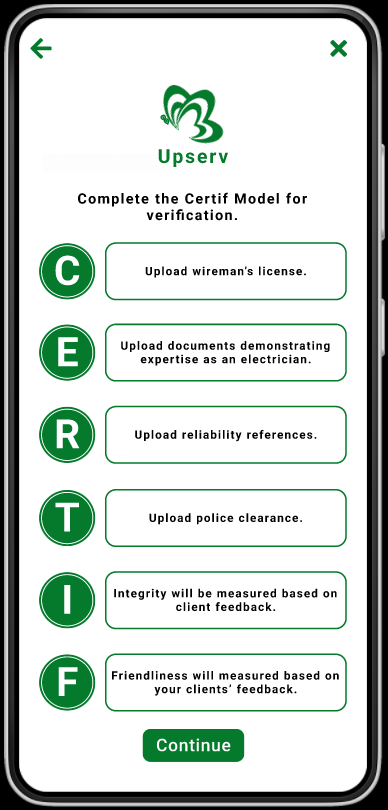 Upserv
Complete the Certif Model for
verification.
C
Upload wireman's license.
E
Upload documents demonstrating
expertise as an electrician.
R
Upload reliability references.
T
Upload police clearance.
I
Integrity will be measured based on
client feedback.
F
Friendliness will measured based on
your clients' feedback.
Continue